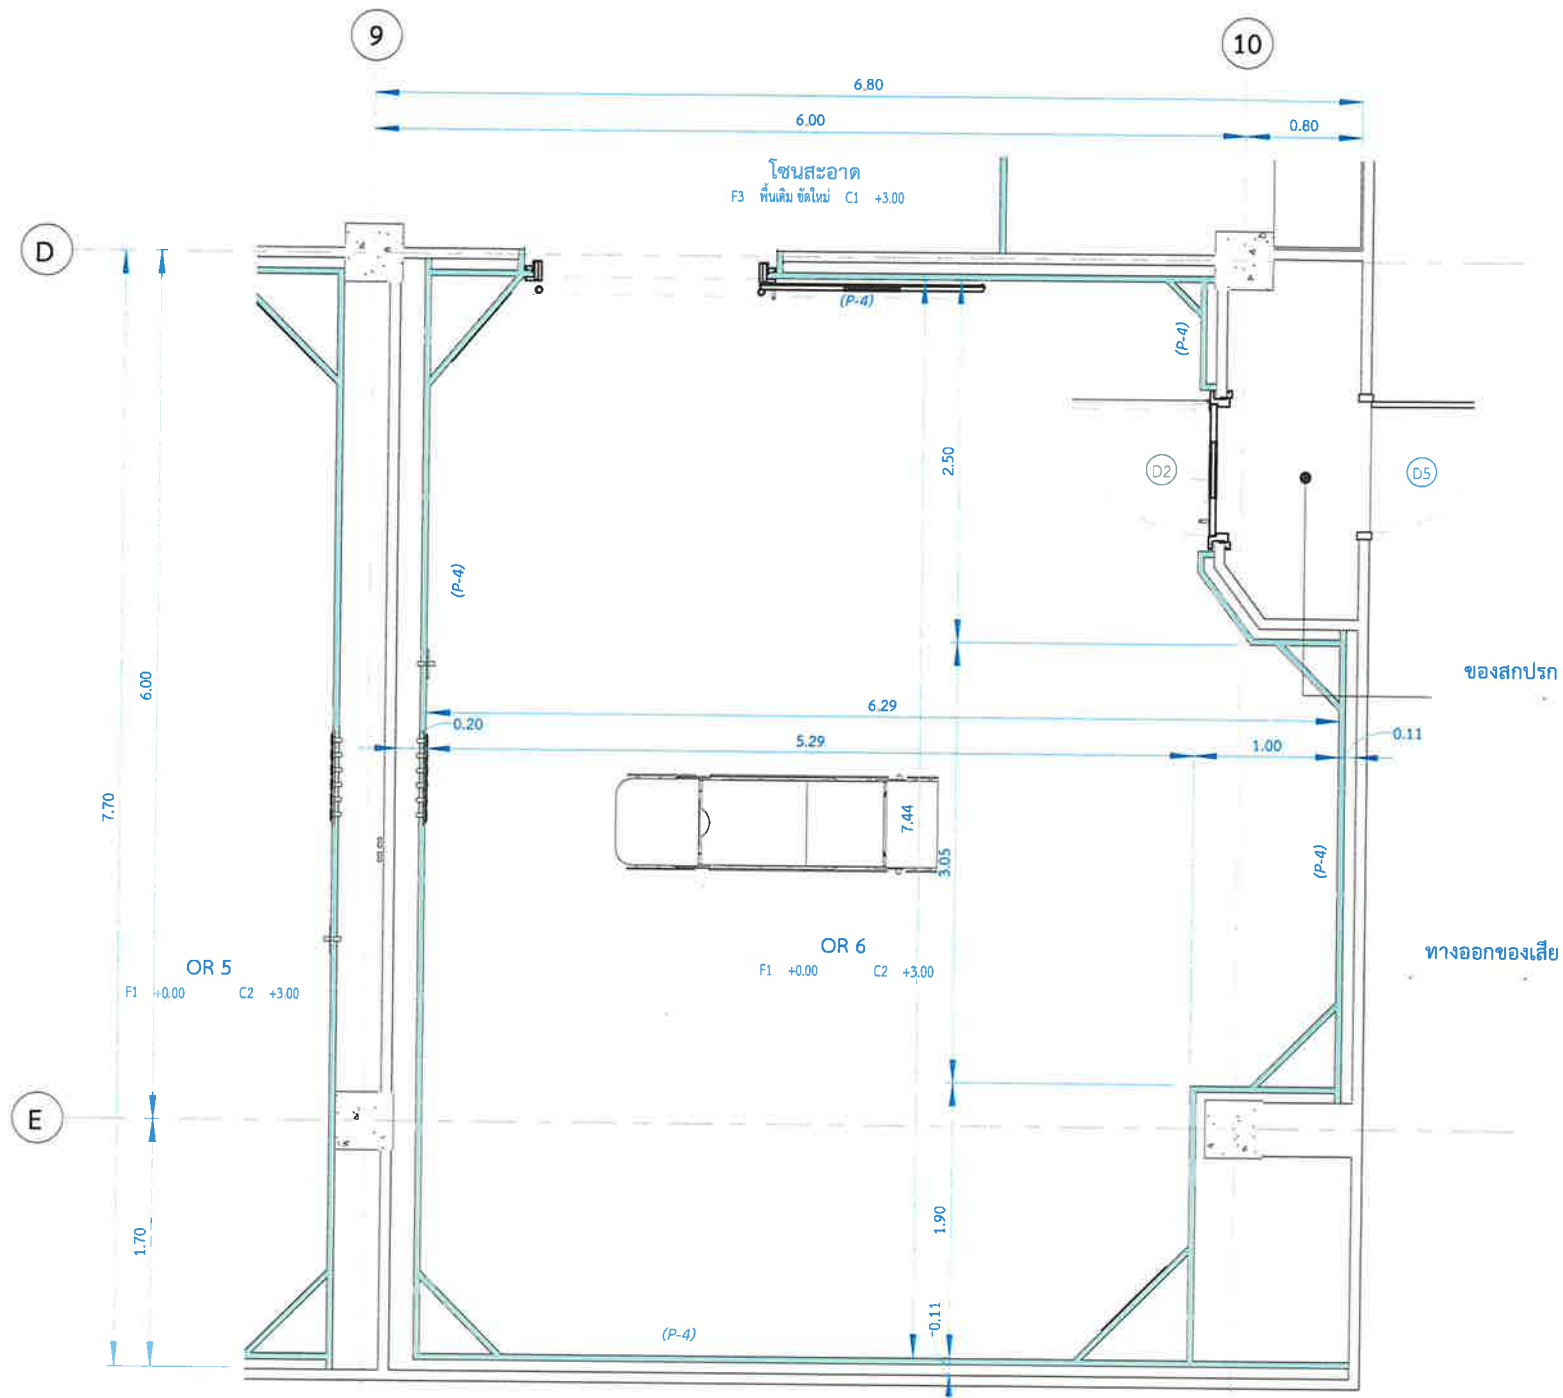 9
10
6.80
6.00
0.80
โซนสะอาด
F3 พื้นเดิม ขัดใหม่ C1 +3.00
D
(P-4)
(P-4)
2.50
D2
D5
(P-4)
6.00
ของสกปรก
6.29
0.20
5.29
1.00
0.11
7.70
7.44
3.05
(P-4)
OR 6
F1 +0.00 C2 +3.00
ทางออกของเสีย
OR 5
F1 +0.00 C2 +3.00
E
1.70
1.90
0.11
(P-4)